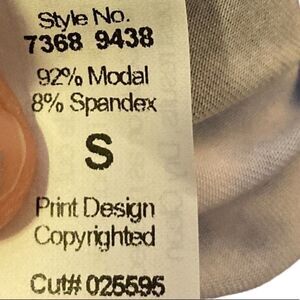 Style No.
7368 9438
92% Modal
8% Spandex
S
Print Design
Copyrighted
Cut# 025595